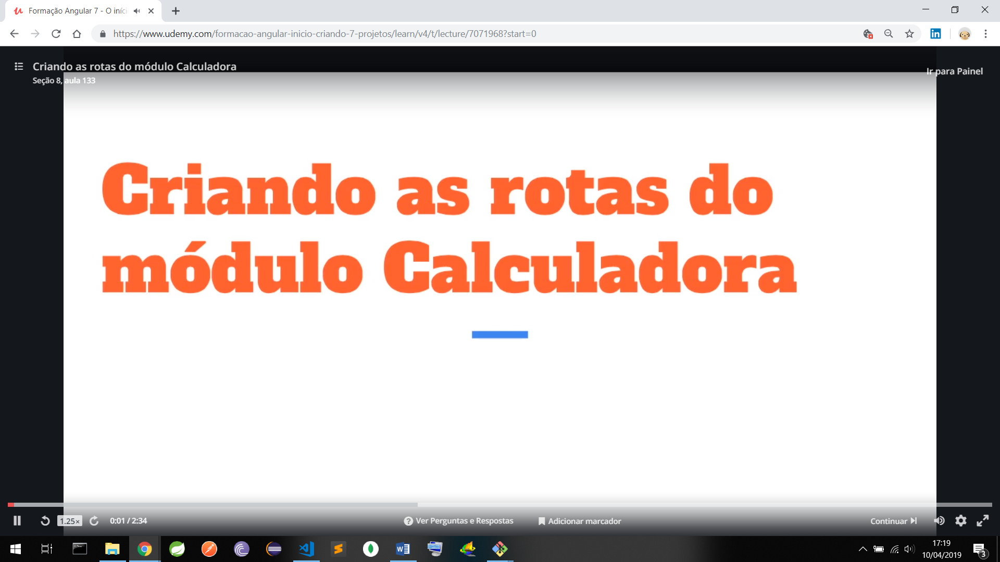 Formação Angular 7 - O iníci
https://www.udemy.com/formacao-angular-inicio-criando-7-projetos/learn/v4/t/lecture/7071968?start=0
Criando as rotas do módulo Calculadora
Seção 8, aula 133
Ir para Painel
Criando as rotas do
módulo Calculadora
1.25×
0:01 / 2:34
Ver Perguntas e Respostas
Adicionar marcador
Continuar
17:19
10/04/2019
3